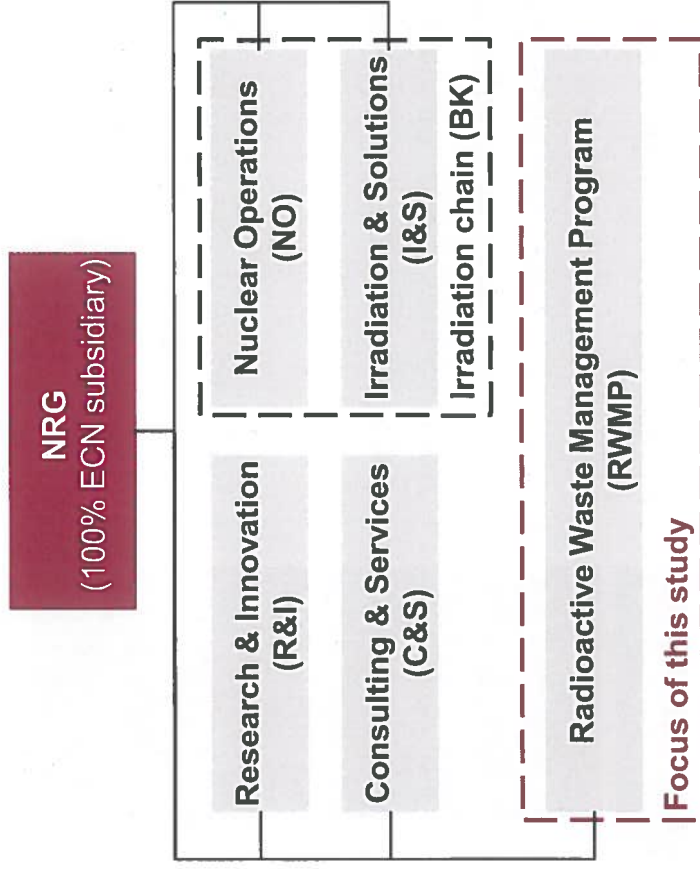 NRG
(100% ECN subsidiary)
Research & Innovation
(R&I)
Nuclear Operations
(NO)
Consulting & Services
(C&S)
Irradiation & Solutions
(I&S)
Irradiation chain (BK)
Radioactive Waste Management Program
(RWMP)
Focus of this study